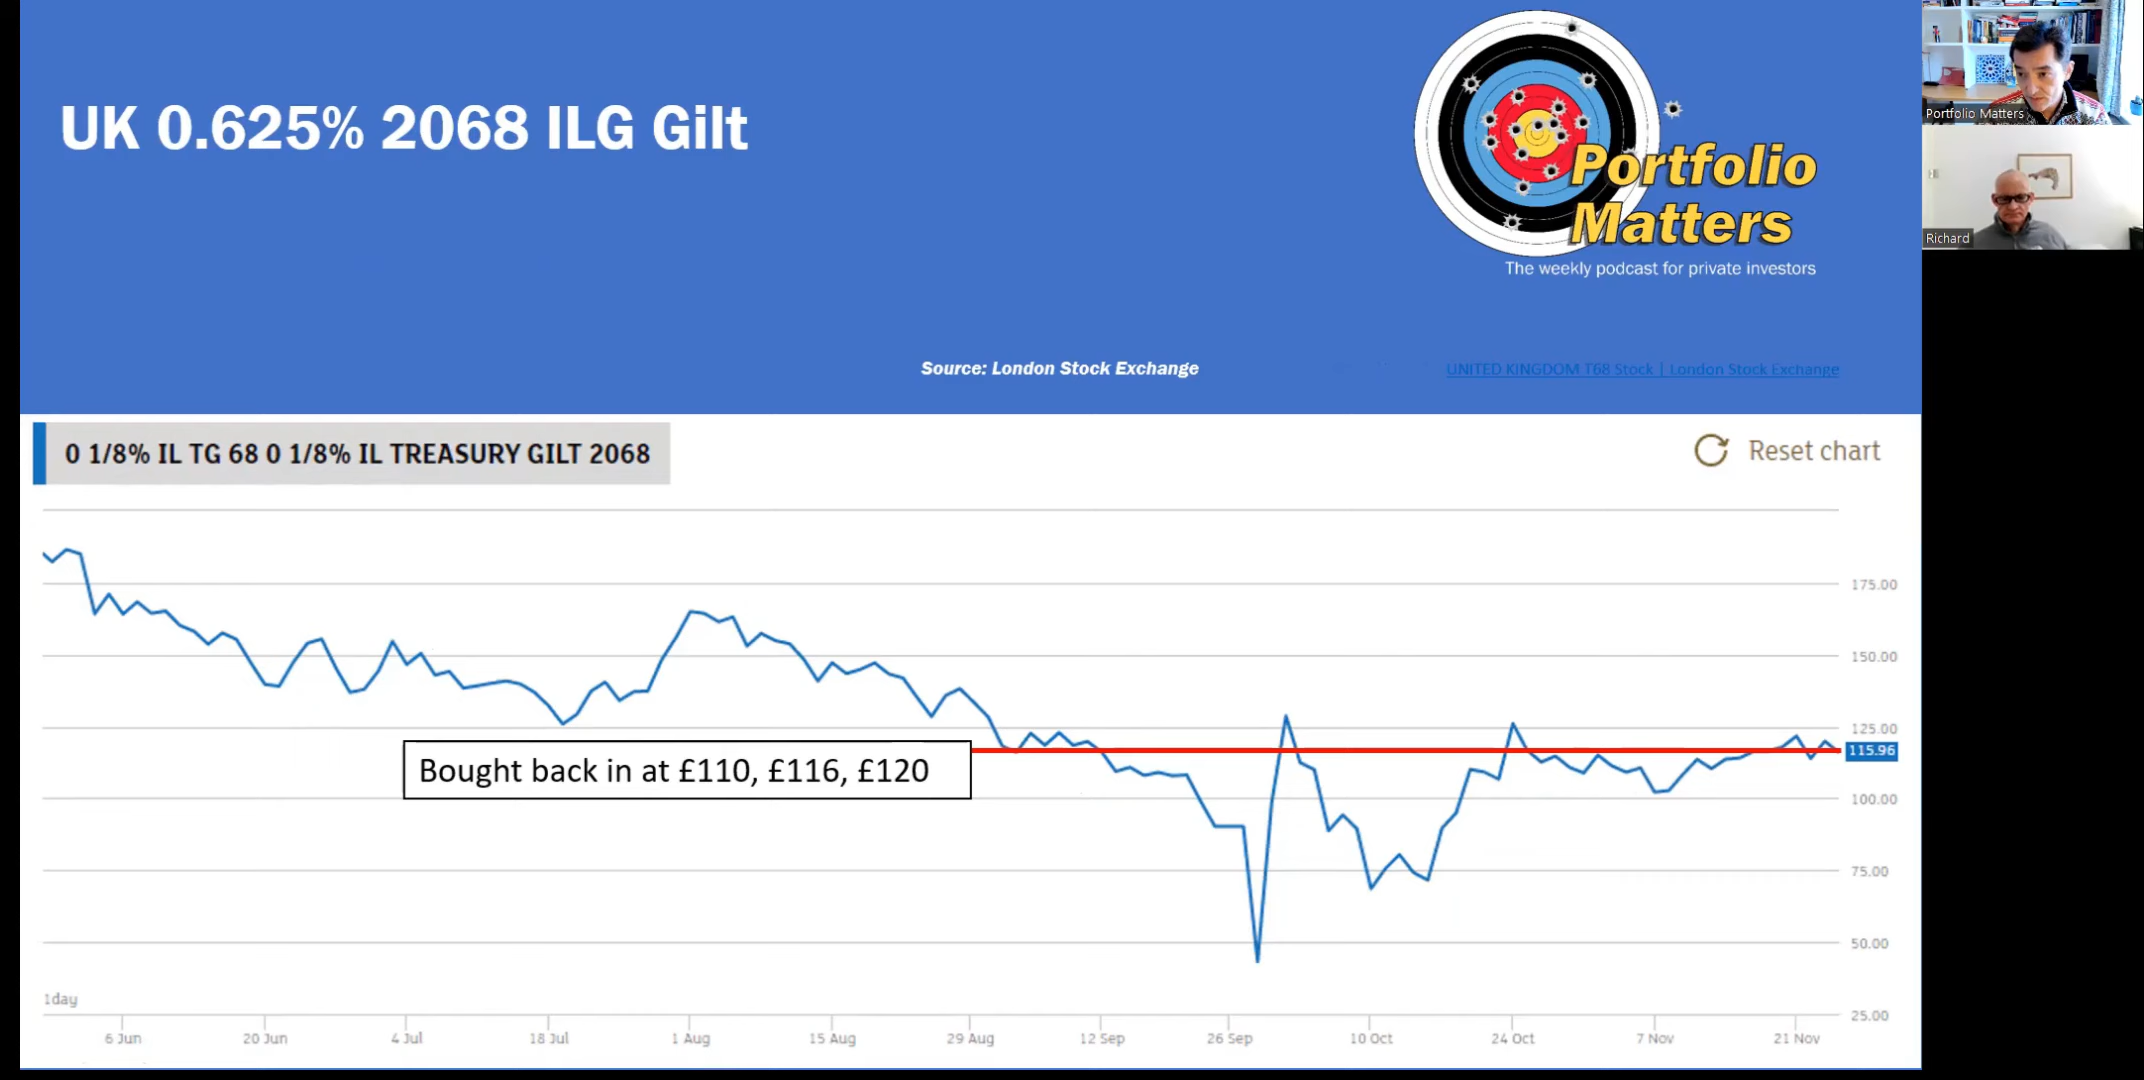 UK 0.625% 2068 ILG Gilt
Portfolio
Matters
The weekly podcast for private investors
Source: London Stock Exchange
UNITED KINGDOM T68 Stock | London Stock Exchange
Portfolio Matters
Richard
0 1/8% IL TG 68 0 1/8% IL TREASURY GILT 2068
Reset chart
175.00
150.00
125.00
115.96
Bought back in at £110, £116, £120
100.00
75.00
50.00
1day
25.00
6 Jun 20 Jun 4 Jul 18 Jul 1 Aug 15 Aug 29 Aug 12 Sep 26 Sep 10 Oct 24 Oct 7 Nov 21 Nov